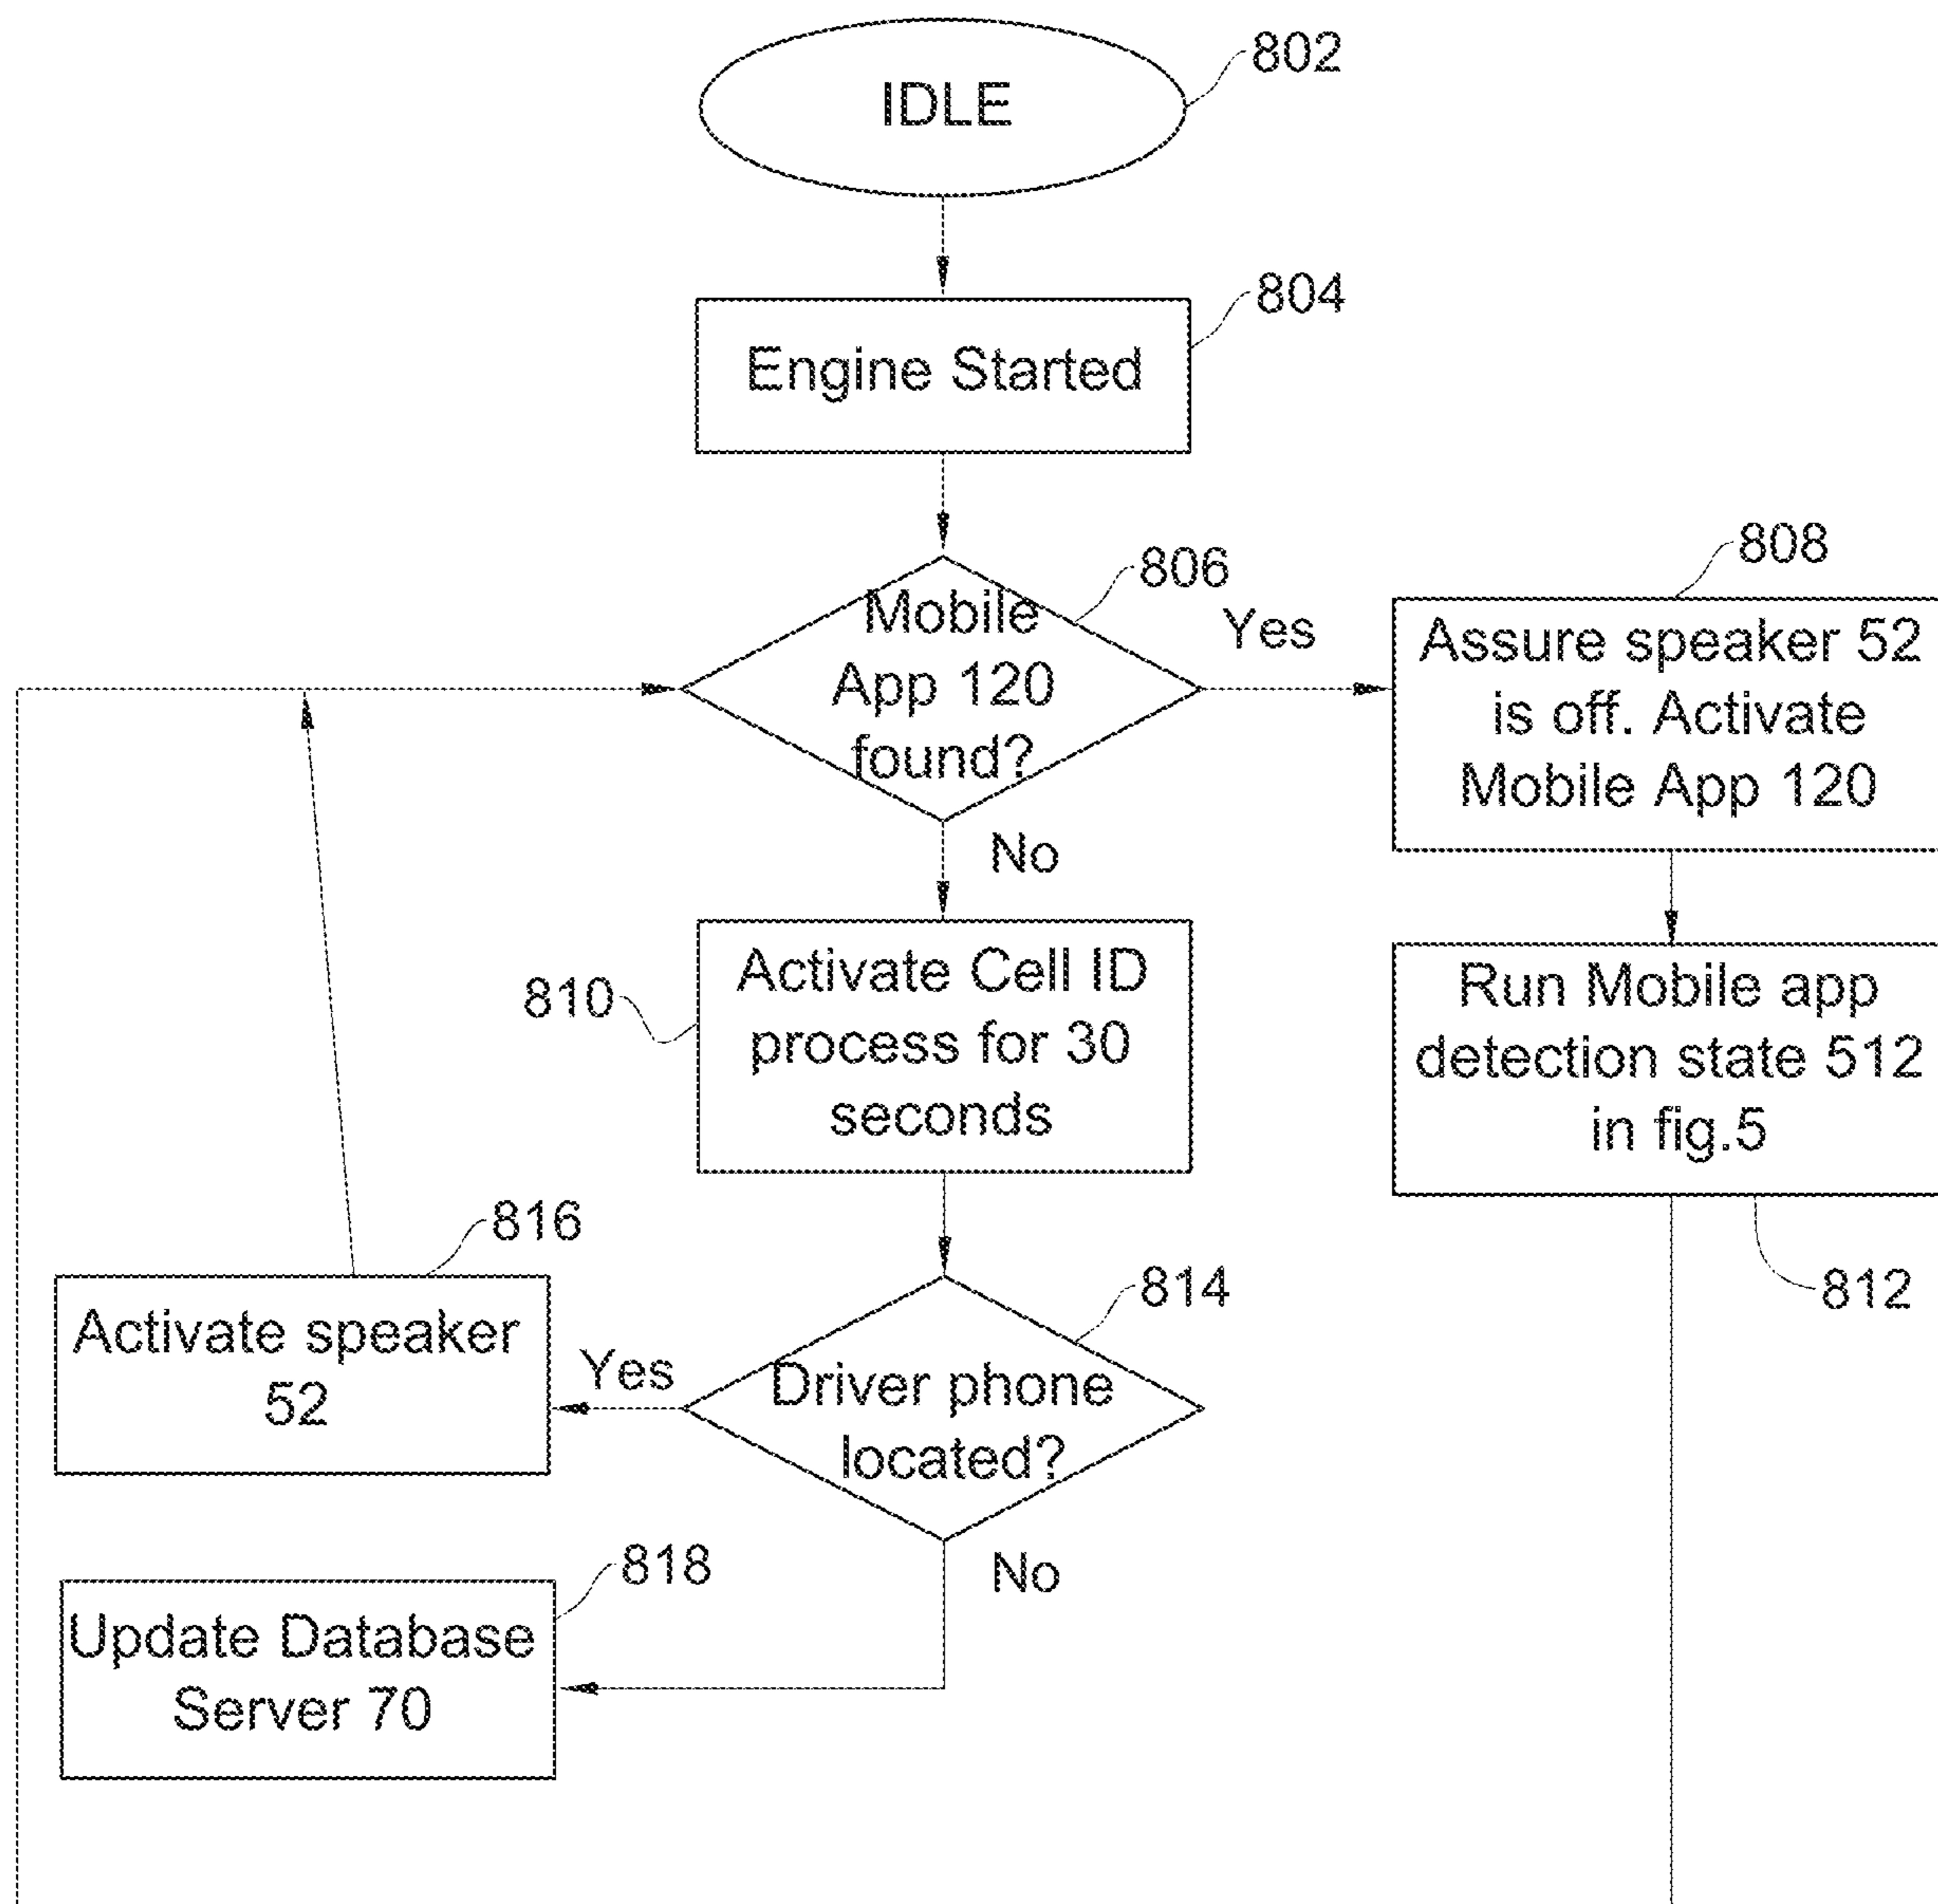 IDLE
802
Engine Started
804
Mobile
App 120
found?
806
Yes
No
808
Assure speaker 52
is off. Activate
Mobile App 120
810
Activate Cell ID
process for 30
seconds
Run Mobile app
detection state 512
in fig.5
812
816
Activate speaker
52
Yes
814
Driver phone
located?
No
818
Update Database
Server 70